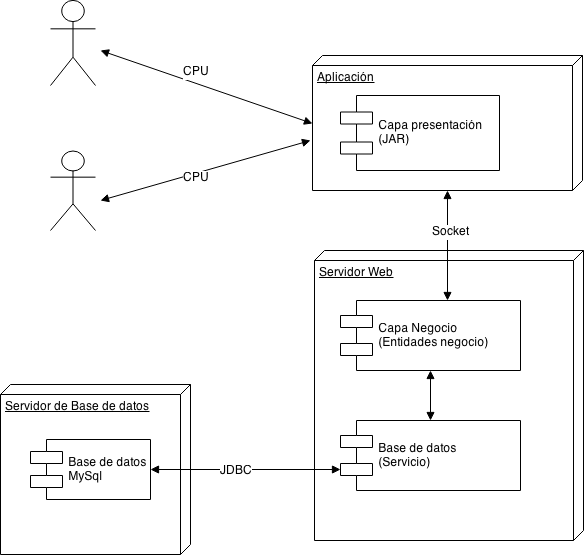 CPU
CPU
Aplicación
Capa presentación
(JAR)
Socket
Servidor Web
Capa Negocio
(Entidades negocio)
Base de datos
(Servicio)
JDBC
Servidor de Base de datos
Base de datos
MySql